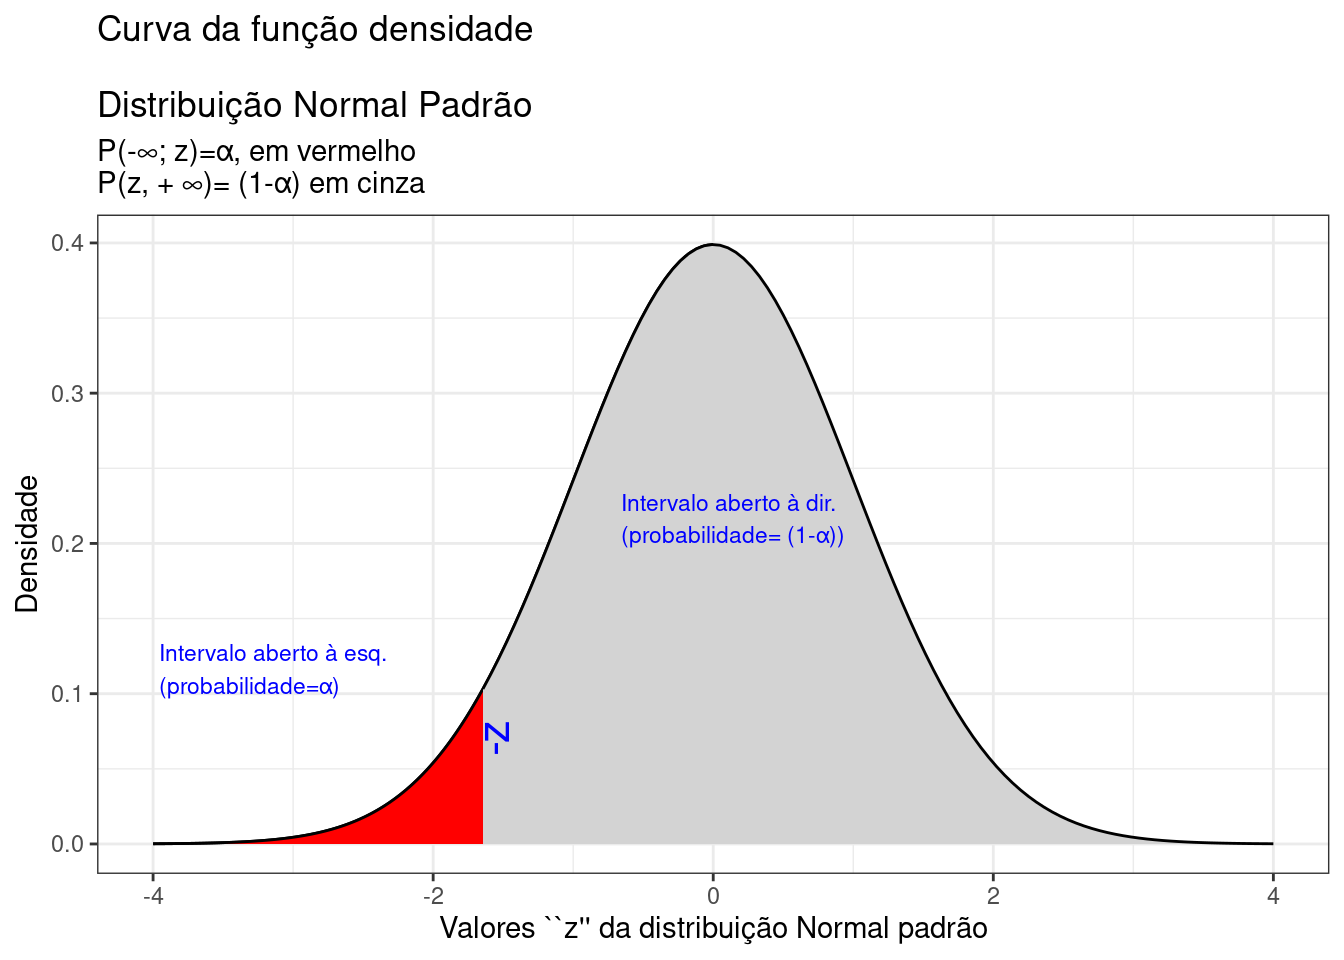 Curva da função densidade
Distribuição Normal Padrão
P(-∞; z)=α, em vermelho
P(z, + ∞)= (1-α) em cinza
0.4
0.3
0.2
0.1
0.0
Densidade
Intervalo aberto à dir.
(probabilidade= (1-α))
Intervalo aberto à esq.
(probabilidade=α)
-z
-4
-2
0
2
4
Valores ``z'' da distribuição Normal padrão